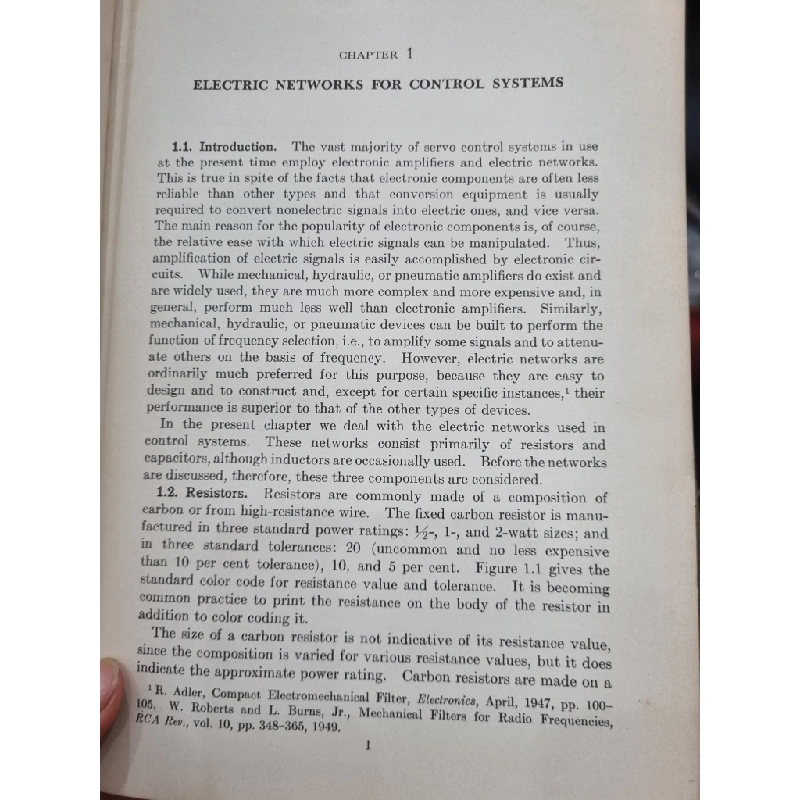 CHAPTER 1
ELECTRIC NETWORKS FOR CONTROL SYSTEMS
1.1. Introduction. The vast majority of servo control systems in use
at the present time employ electronic amplifiers and electric networks.
This is true in spite of the facts that electronic components are often less
reliable than other types and that conversion equipment is usually
required to convert nonelectric signals into electric ones, and vice versa.
The main reason for the popularity of electronic components is, of course,
the relative ease with which electric signals can be manipulated. Thus,
amplification of electric signals is easily accomplished by electronic cir-
cuits. While mechanical, hydraulic, or pneumatic amplifiers do exist and
are widely used, they are much more complex and more expensive and, in
general, perform much less well than electronic amplifiers. Similarly,
mechanical, hydraulic, or pneumatic devices can be built to perform the
function of frequency selection, i.e., to amplify some signals and to attenu-
ate others on the basis of frequency. However, electric networks are
ordinarily much preferred for this purpose, because they are easy to
design and to construct and, except for certain specific instances,¹ their
performance is superior to that of the other types of devices.
In the present chapter we deal with the electric networks used in
control systems. These networks consist primarily of resistors and
capacitors, although inductors are occasionally used. Before the networks
are discussed, therefore, these three components are considered.
1.2. Resistors. Resistors are commonly made of a composition of
carbon or from high-resistance wire. The fixed carbon resistor is manu-
factured in three standard power ratings: ½-, 1-, and 2-watt sizes; and
in three standard tolerances: 20 (uncommon and no less expensive
than 10 per cent tolerance), 10, and 5 per cent. Figure 1.1 gives the
standard color code for resistance value and tolerance. It is becoming
common practice to print the resistance on the body of the resistor in
addition to color coding it.
The size of a carbon resistor is not indicative of its resistance value,
since the composition is varied for various resistance values, but it does
indicate the approximate power rating. Carbon resistors are made on a
¹ R. Adler, Compact Electromechanical Filter, Electronics, April, 1947, pp. 100–
105. W. Roberts and L. Burns, Jr., Mechanical Filters for Radio Frequencies,
RCA Rev., vol. 10, pp. 348–365, 1949.
1